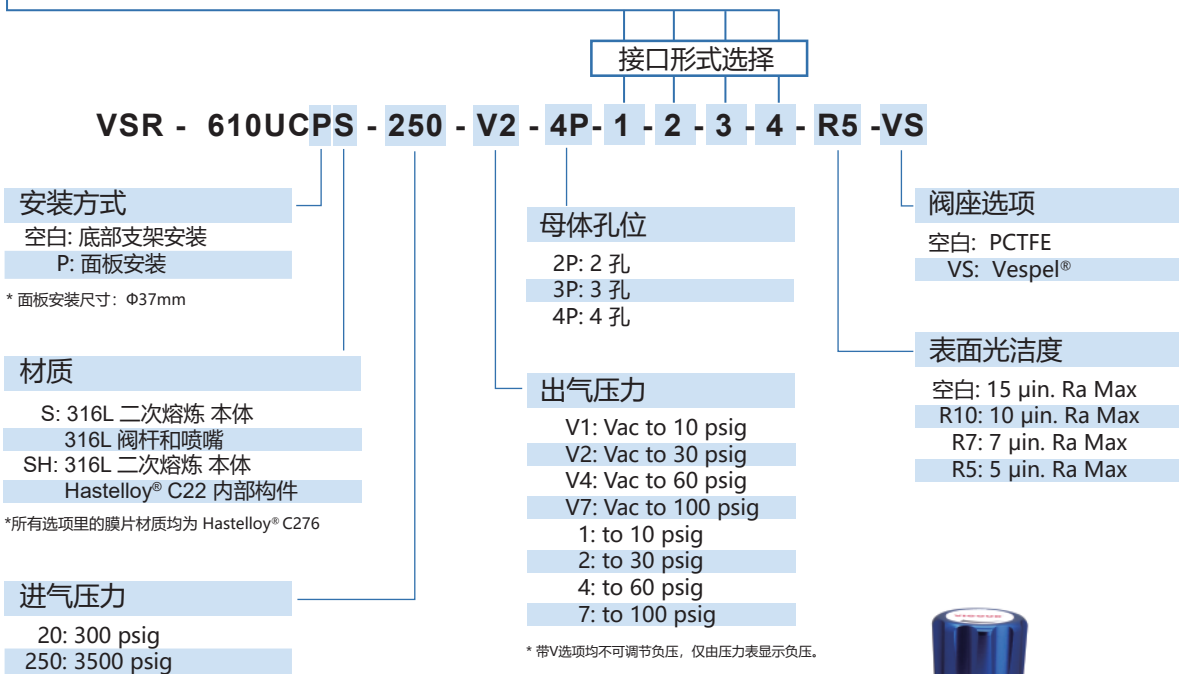 接口形式选择
VSR - 610UCPS - 250 - V2 - 4P- 1 - 2 - 3 - 4 - R5 -VS
安装方式
空白: 底部支架安装
P: 面板安装
* 面板安装尺寸：Φ37mm
材质
S: 316L 二次熔炼 本体
316L 阀杆和喷嘴
SH: 316L 二次熔炼 本体
Hastelloy® C22 内部构件
*所有选项里的膜片材质均为 Hastelloy® C276
进气压力
20: 300 psig
250: 3500 psig
母体孔位
2P: 2 孔
3P: 3 孔
4P: 4 孔
出气压力
V1: Vac to 10 psig
V2: Vac to 30 psig
V4: Vac to 60 psig
V7: Vac to 100 psig
1: to 10 psig
2: to 30 psig
4: to 60 psig
7: to 100 psig
* 带V选项均不可调节负压，仅由压力表显示负压。
阀座选项
空白: PCTFE
VS: Vespel®
表面光洁度
空白: 15 µin. Ra Max
R10: 10 µin. Ra Max
R7: 7 µin. Ra Max
R5: 5 µin. Ra Max